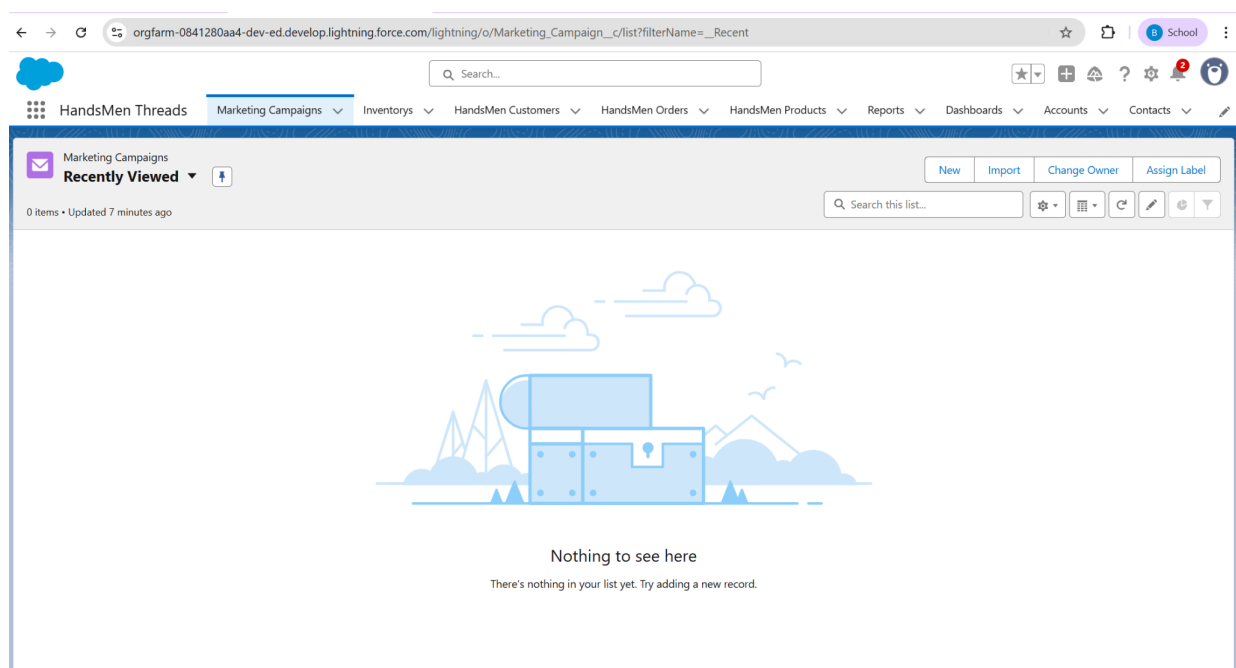 orgfarm-0841280aa4-dev-ed.develop.lightning.force.com/lightning/o/Marketing_Campaign__c/list?filterName=__Recent
B School
Search...
2
HandsMen Threads Marketing Campaigns Inventorys HandsMen Customers HandsMen Orders HandsMen Products Reports Dashboards Accounts Contacts
Marketing Campaigns
Recently Viewed
New Import Change Owner Assign Label
0 items • Updated 7 minutes ago
Search this list...
Nothing to see here
There's nothing in your list yet. Try adding a new record.